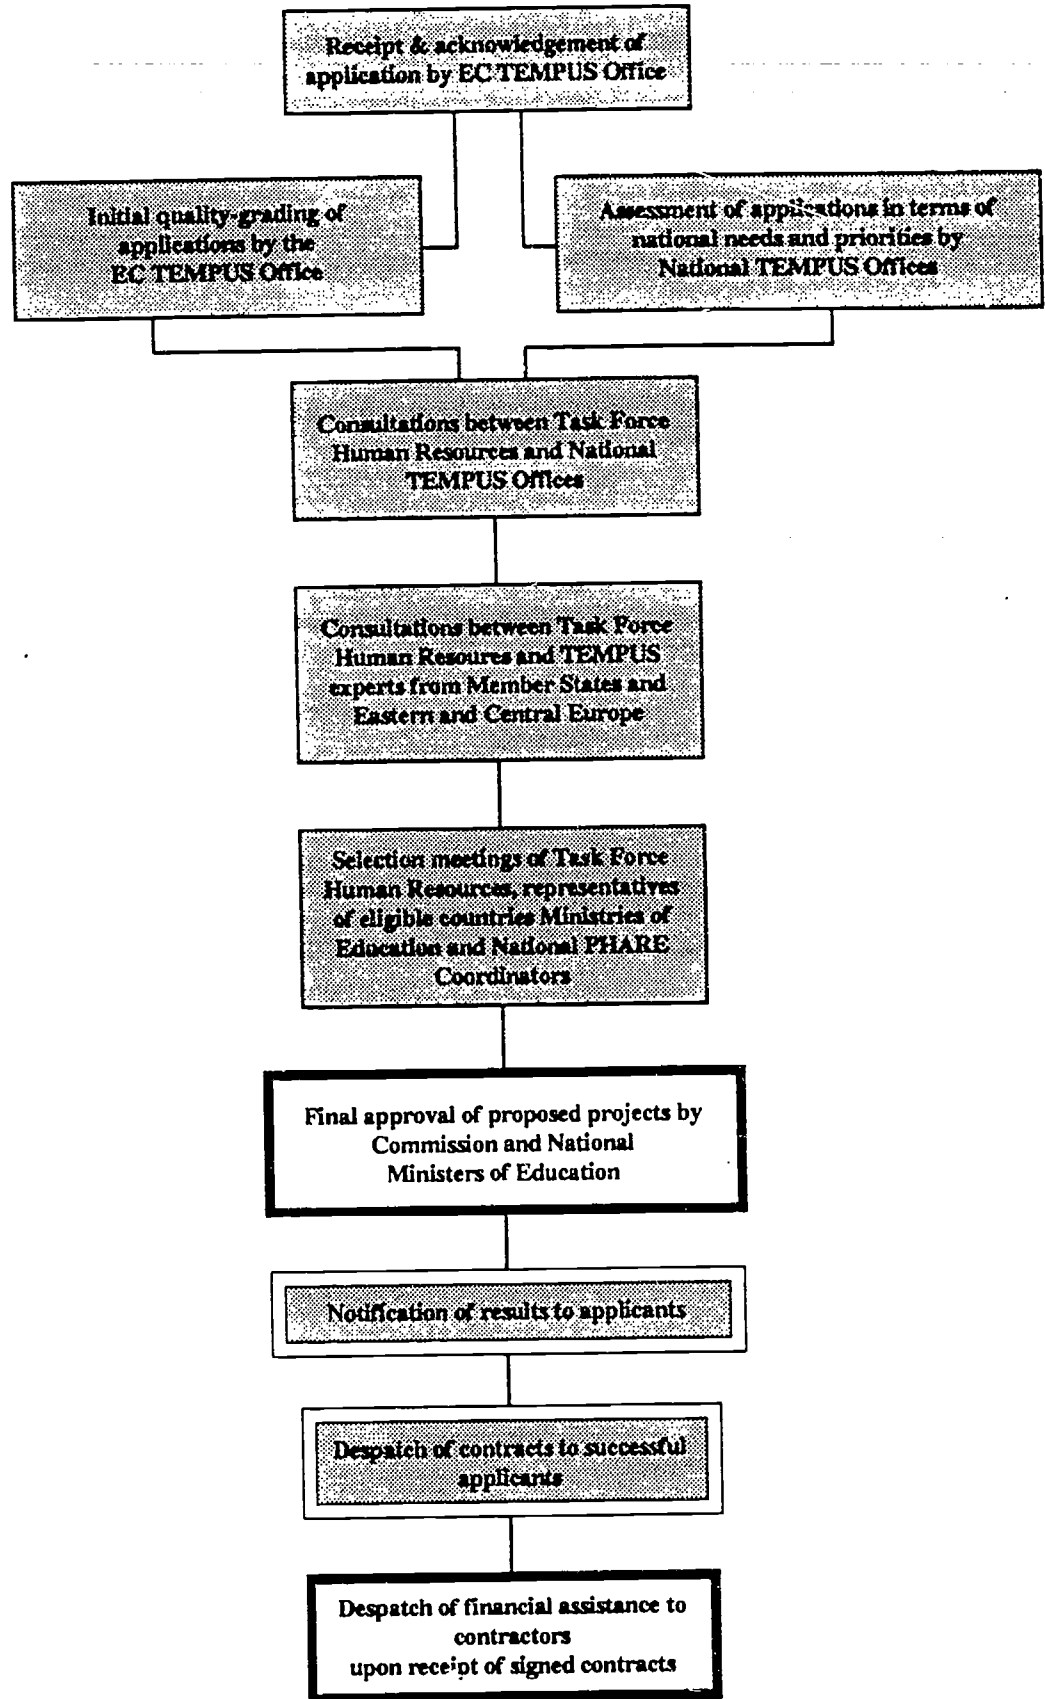 Receipt & acknowledgement of
application by EC TEMPUS Office
Initial quality-grading of
applications by the
EC TEMPUS Office
Assessment of applications in terms of
national needs and priorities by
National TEMPUS Offices
Consultations between Task Force
Human Resources and National
TEMPUS Offices
Consultations between Task Force
Human Resoures and TEMPUS
experts from Member States and
Eastern and Central Europe
Selection meetings of Task Force
Human Resources, representatives
of eligible countries Ministries of
Education and National PHARE
Coordinators
Final approval of proposed projects by
Commission and National
Ministers of Education
Notification of results to applicants
Despatch of contracts to successful
applicants
Despatch of financial assistance to
contractors
upon receipt of signed contracts